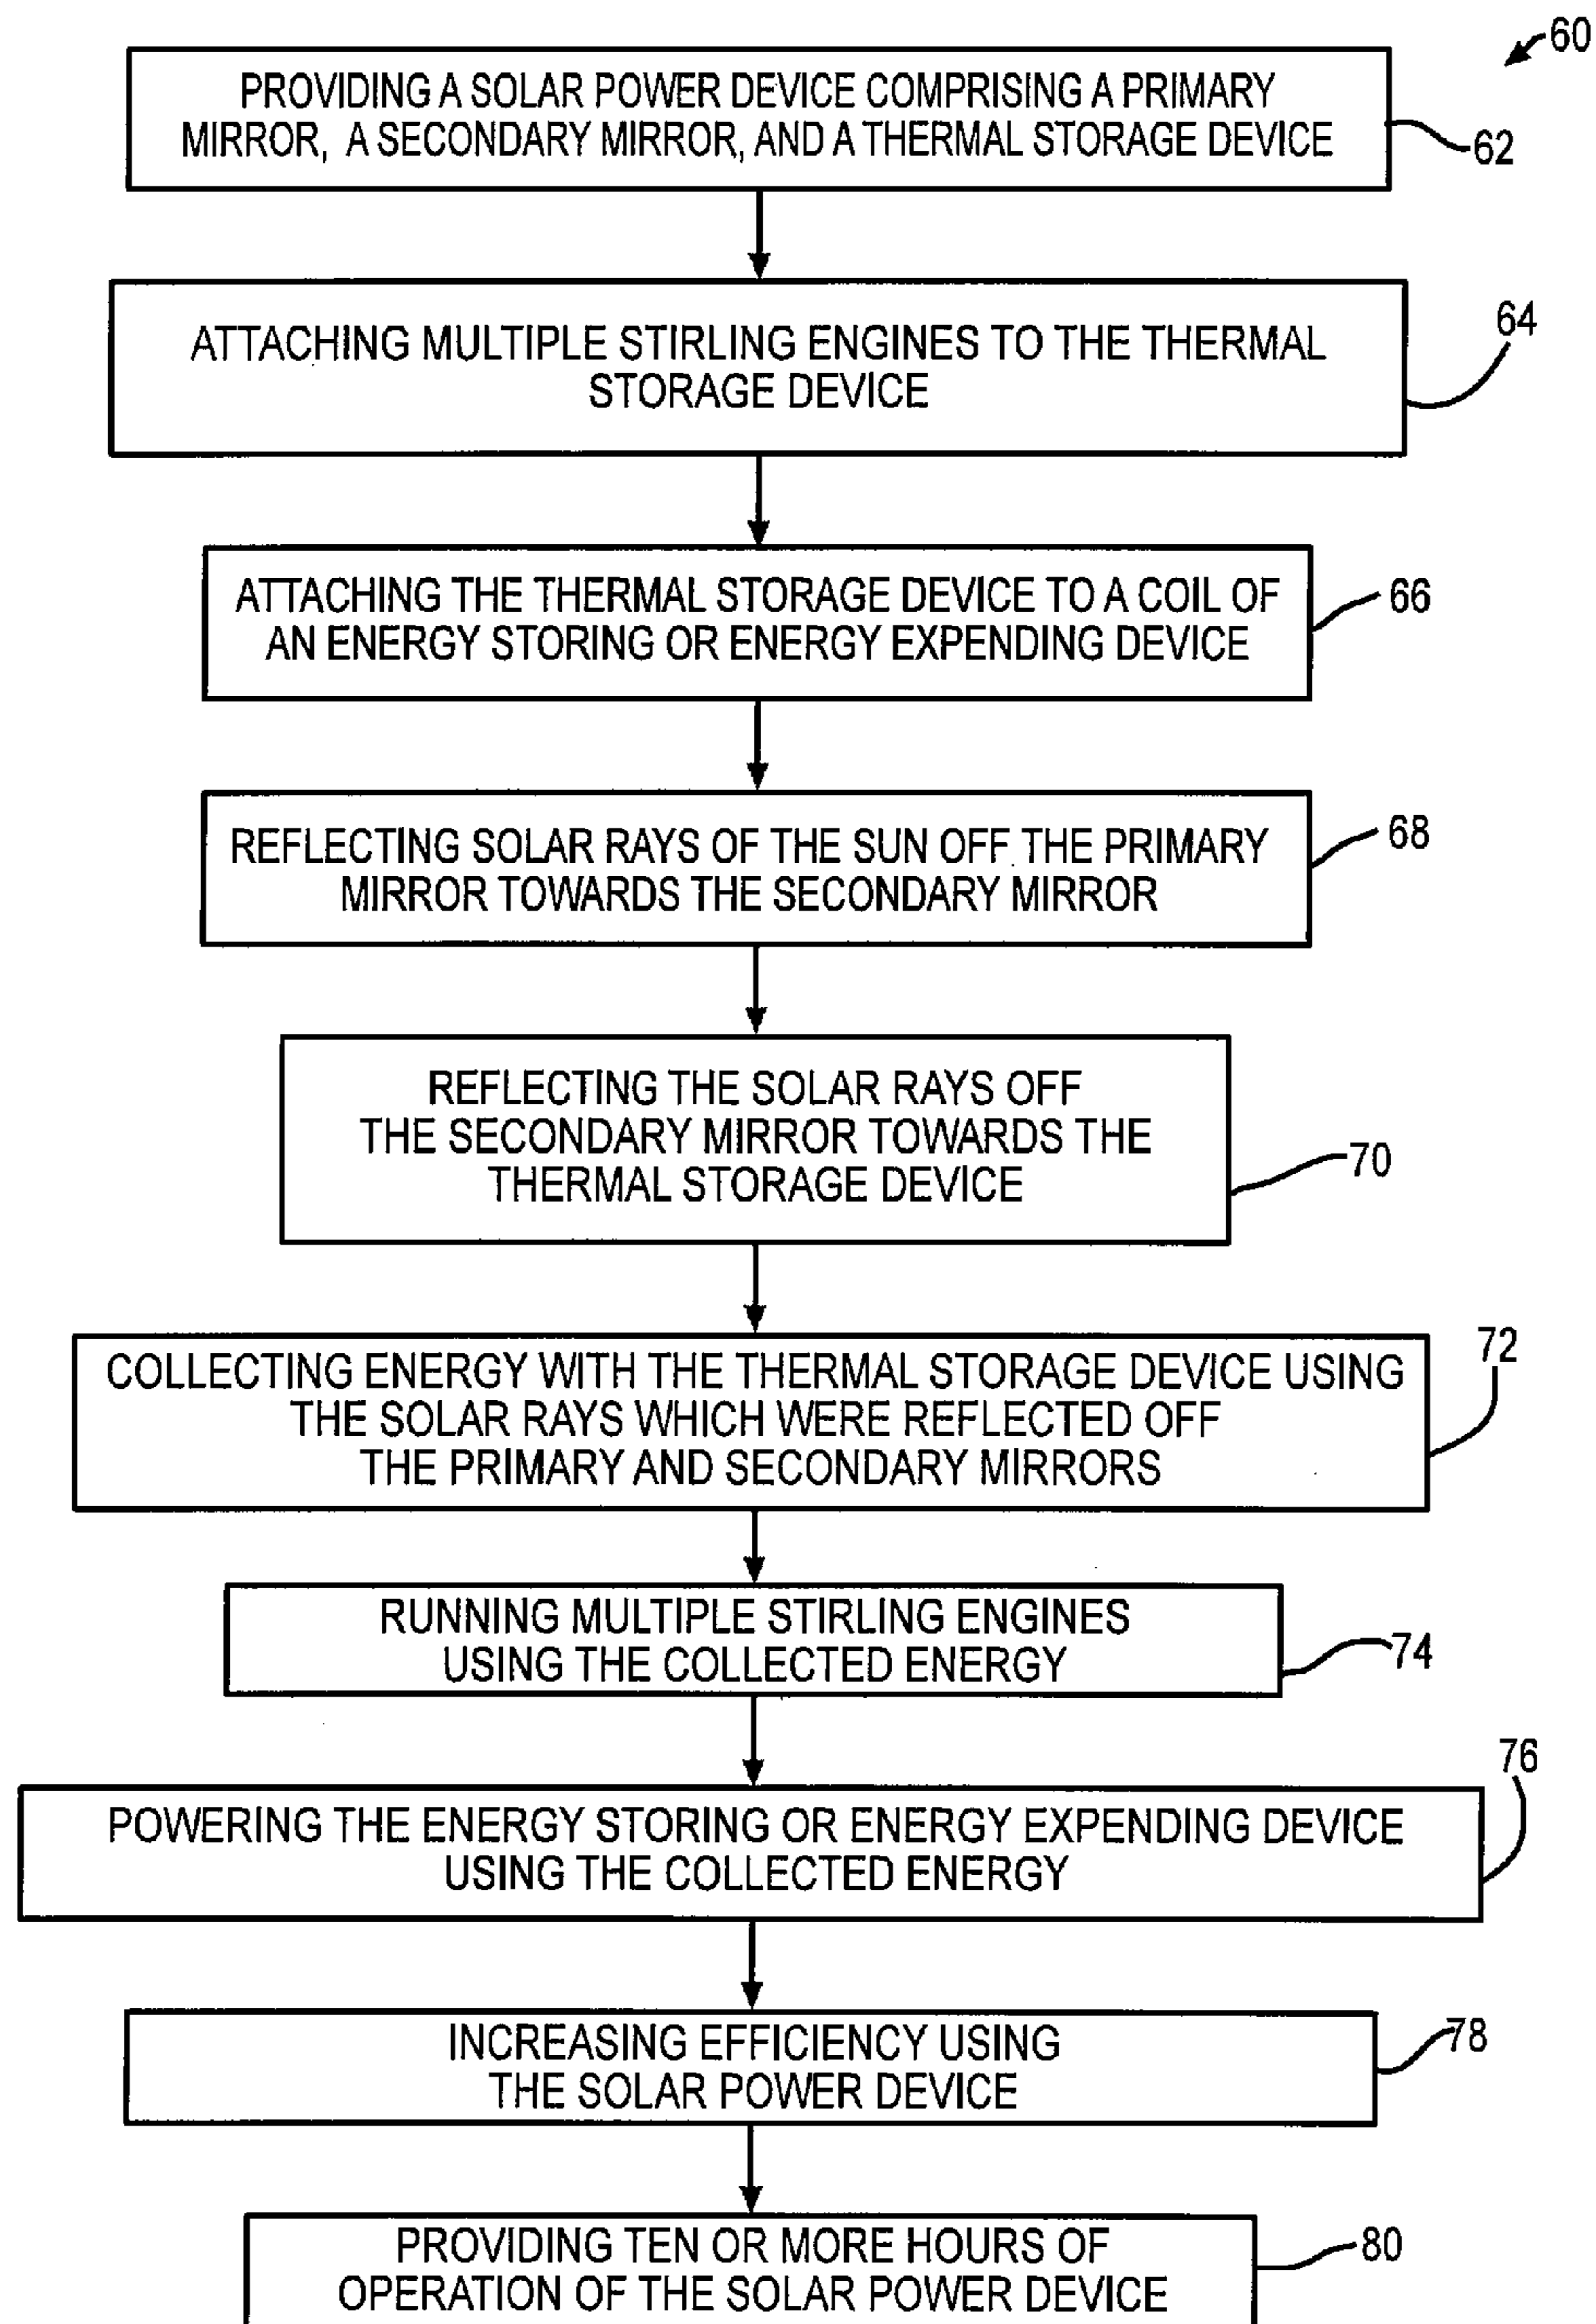 60
PROVIDING A SOLAR POWER DEVICE COMPRISING A PRIMARY
MIRROR, A SECONDARY MIRROR, AND A THERMAL STORAGE DEVICE
62
ATTACHING MULTIPLE STIRLING ENGINES TO THE THERMAL
STORAGE DEVICE
64
ATTACHING THE THERMAL STORAGE DEVICE TO A COIL OF
AN ENERGY STORING OR ENERGY EXPENDING DEVICE
66
REFLECTING SOLAR RAYS OF THE SUN OFF THE PRIMARY
MIRROR TOWARDS THE SECONDARY MIRROR
68
REFLECTING THE SOLAR RAYS OFF
THE SECONDARY MIRROR TOWARDS THE
THERMAL STORAGE DEVICE
70
COLLECTING ENERGY WITH THE THERMAL STORAGE DEVICE USING
THE SOLAR RAYS WHICH WERE REFLECTED OFF
THE PRIMARY AND SECONDARY MIRRORS
72
RUNNING MULTIPLE STIRLING ENGINES
USING THE COLLECTED ENERGY
74
POWERING THE ENERGY STORING OR ENERGY EXPENDING DEVICE
USING THE COLLECTED ENERGY
76
INCREASING EFFICIENCY USING
THE SOLAR POWER DEVICE
78
PROVIDING TEN OR MORE HOURS OF
OPERATION OF THE SOLAR POWER DEVICE
80